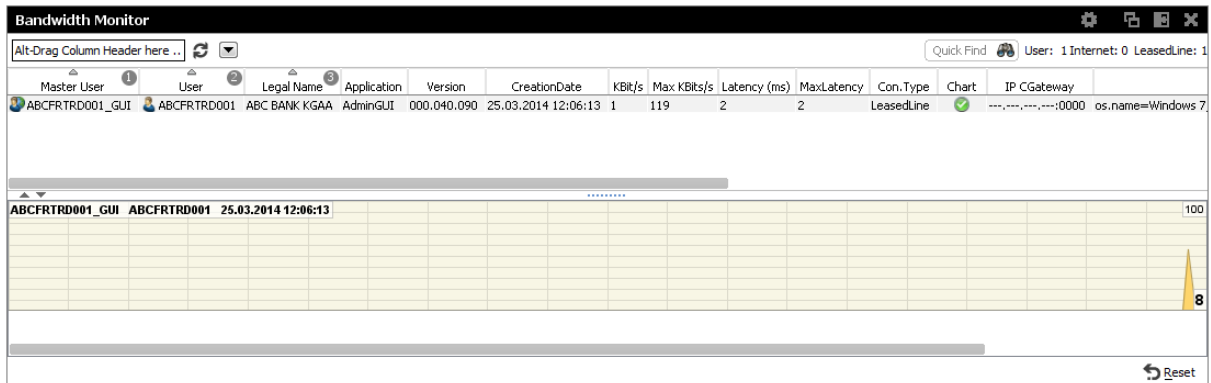 Bandwidth Monitor
Alt-Drag Column Header here .. Quick Find User: 1 Internet: 0 LeasedLine: 1
Master User 1 User 2 Legal Name 3 Application Version CreationDate KBit/s Max KBits/s Latency (ms) MaxLatency Con.Type Chart IP CGateway
ABCFRTRD001_GUI ABCFRTRD001 ABC BANK KGAA AdminGUI 000.040.090 25.03.2014 12:06:13 1 119 2 2 LeasedLine ---.---.---.---:0000 os.name=Windows 7_
ABCFRTRD001_GUI ABCFRTRD001 25.03.2014 12:06:13 100
8
Reset